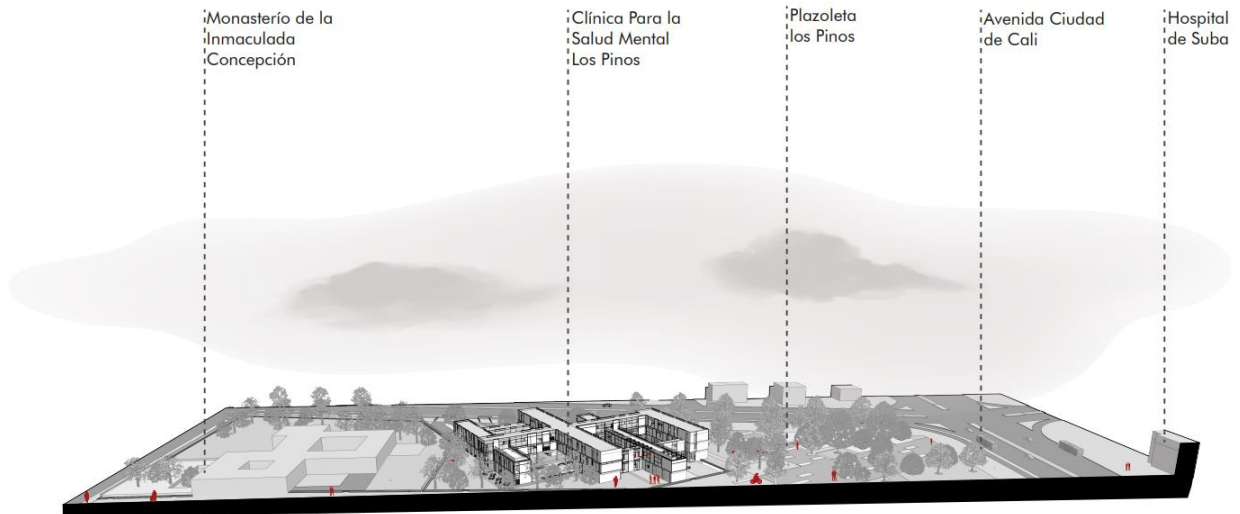 Monasterío de la
Inmaculada
Concepción
Clínica Para la
Salud Mental
Los Pinos
Plazoleta
los Pinos
Avenida Ciudad
de Cali
Hospital
de Suba